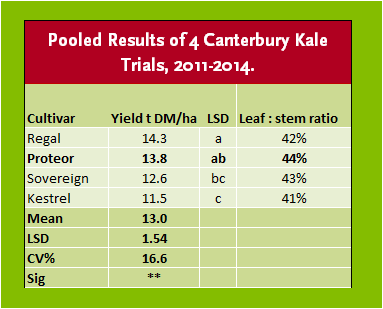 Pooled Results of 4 Canterbury Kale
Trials, 2011-2014.
Cultivar Yield t DM/ha LSD Leaf : stem ratio
Regal 14.3 a 42%
Proteor 13.8 ab 44%
Sovereign 12.6 bc 43%
Kestrel 11.5 c 41%
Mean 13.0
LSD 1.54
CV% 16.6
Sig **